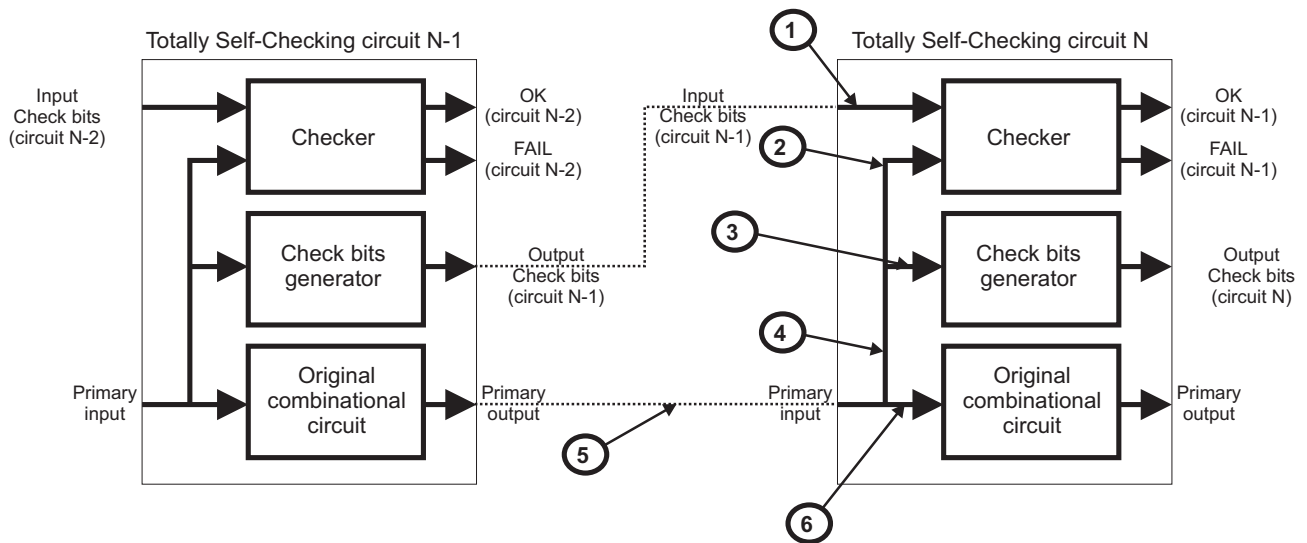 Totally Self-Checking circuit N-1
Input
Check bits
(circuit N-2)
Checker
OK
(circuit N-2)
FAIL
(circuit N-2)
Check bits
generator
Output
Check bits
(circuit N-1)
Primary
input
Original
combinational
circuit
Primary
output
Input
Check bits
(circuit N-1)
1
2
3
4
5
6
Totally Self-Checking circuit N
Checker
OK
(circuit N-1)
FAIL
(circuit N-1)
Check bits
generator
Output
Check bits
(circuit N)
Primary
input
Original
combinational
circuit
Primary
output